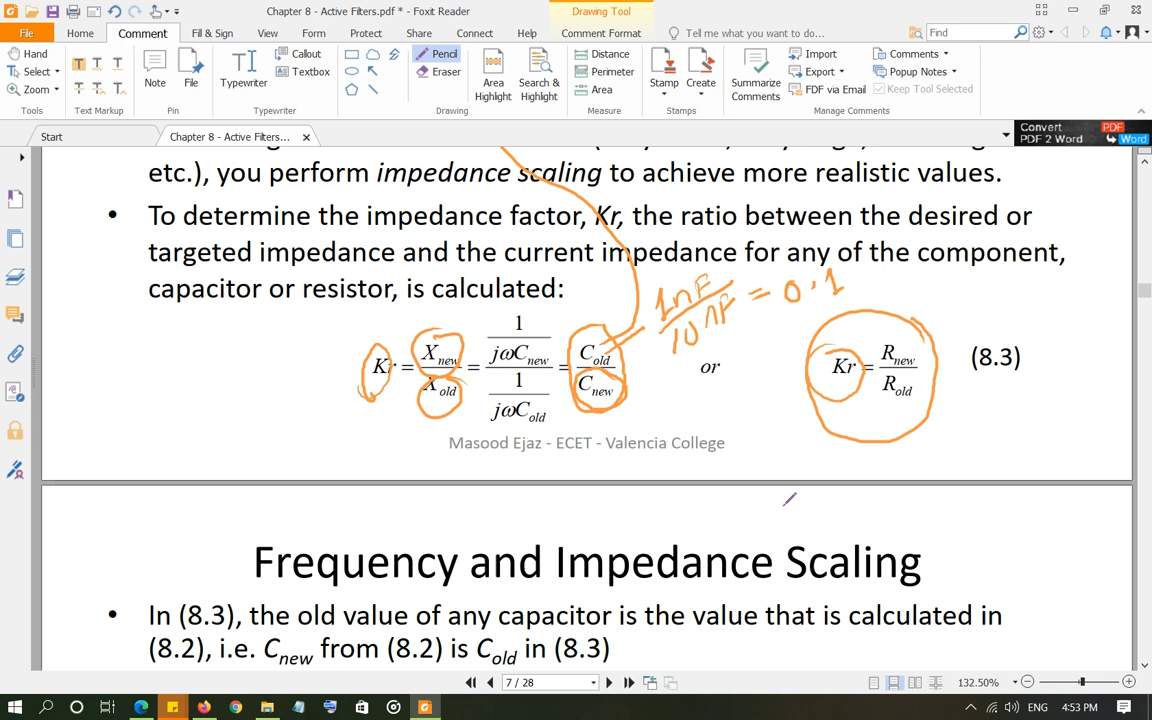 Chapter 8 - Active Filters.pdf * - Foxit Reader
Drawing Tool
File Home Comment Fill & Sign View Form Protect Share Connect Help Comment Format Tell me what you want to do... Find
Hand
Select
Zoom
Tools
Text Markup
Note
File
Pin
Typewriter
Callout
Textbox
Typewriter
Pencil
Eraser
Drawing
Area Highlight
Search & Highlight
Distance
Perimeter
Area
Measure
Stamp
Create
Stamps
Summarize Comments
Import
Export
FDF via Email
Comments
Popup Notes
Keep Tool Selected
Manage Comments
Start
Chapter 8 - Active Filters...
Convert PDF
PDF 2 Word Word
etc.), you perform impedance scaling to achieve more realistic values.
• To determine the impedance factor, Kr, the ratio between the desired or
targeted impedance and the current impedance for any of the component,
capacitor or resistor, is calculated:
1nF/10nF = 0.1
Kr = Xnew/Xold = (1/jωCnew)/(1/jωCold) = Cold/Cnew or Kr = Rnew/Rold (8.3)
Masood Ejaz - ECET - Valencia College
Frequency and Impedance Scaling
• In (8.3), the old value of any capacitor is the value that is calculated in
(8.2), i.e. Cnew from (8.2) is Cold in (8.3)
7 / 28
132.50%
ENG 4:53 PM